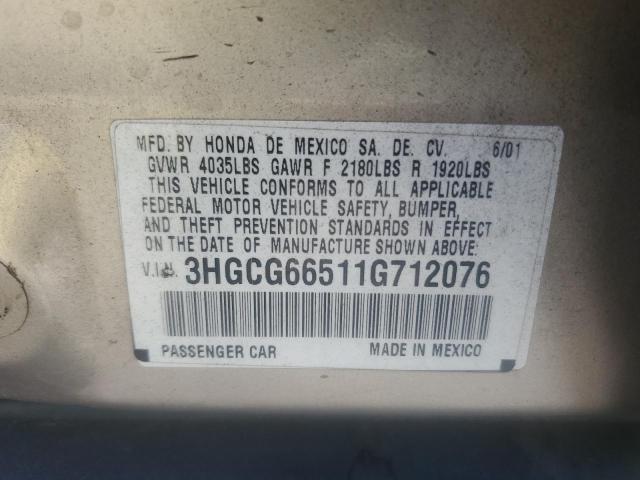 MFD. BY HONDA DE MEXICO SA. DE. CV. 6/01
GVWR 4035LBS GAWR F 2180LBS R 1920LBS
THIS VEHICLE CONFORMS TO ALL APPLICABLE
FEDERAL MOTOR VEHICLE SAFETY, BUMPER,
AND THEFT PREVENTION STANDARDS IN EFFECT
ON THE DATE OF MANUFACTURE SHOWN ABOVE.
V.I.N. 3HGCG66511G712076
PASSENGER CAR MADE IN MEXICO